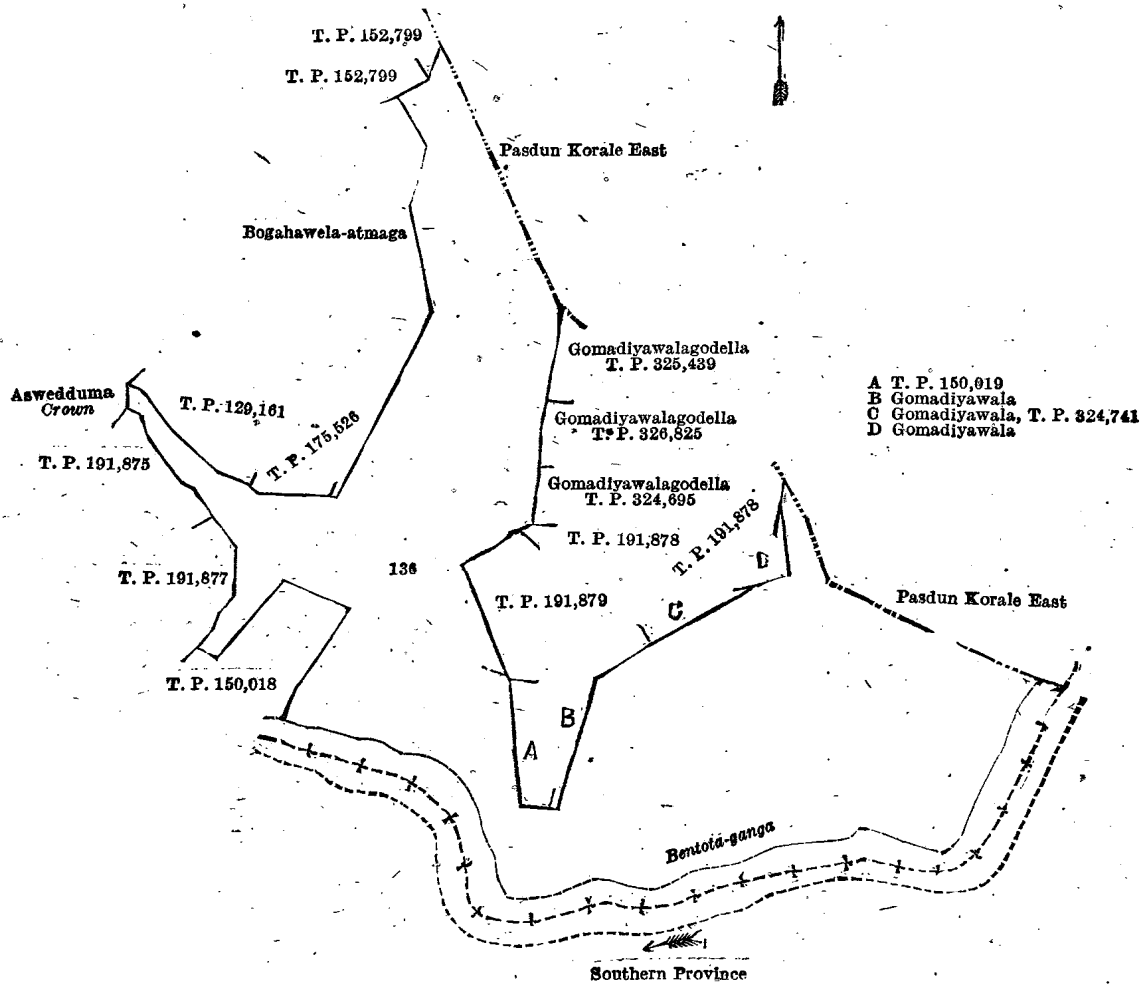 T. P. 152,799
T. P. 152,799
Pasdun Korale East
Bogahawela-atmaga
Gomadiyawalagodella
T. P. 325,439
A T. P. 150,019
B Gomadiyawala
C Gomadiyawala, T. P. 324,741
D Gomadiyawala
Aswedduma
Crown
T. P. 129,161
T. P. 175,526
Gomadiyawalagodella
T. P. 326,825
T. P. 191,875
Gomadiyawalagodella
T. P. 324,695
T. P. 191,878
T. P. 191,878
D
136
T. P. 191,877
T. P. 191,879
C
Pasdun Korale East
T. P. 150,018
B
A
Bentota-ganga
Southern Province